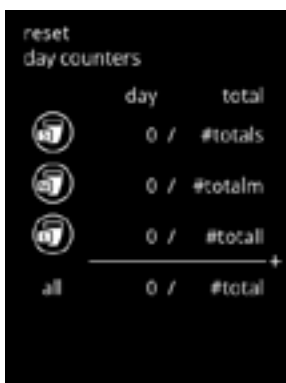 reset
day counters
day total
0 / #totals
0 / #totalm
0 / #totall
+
all 0 / #total